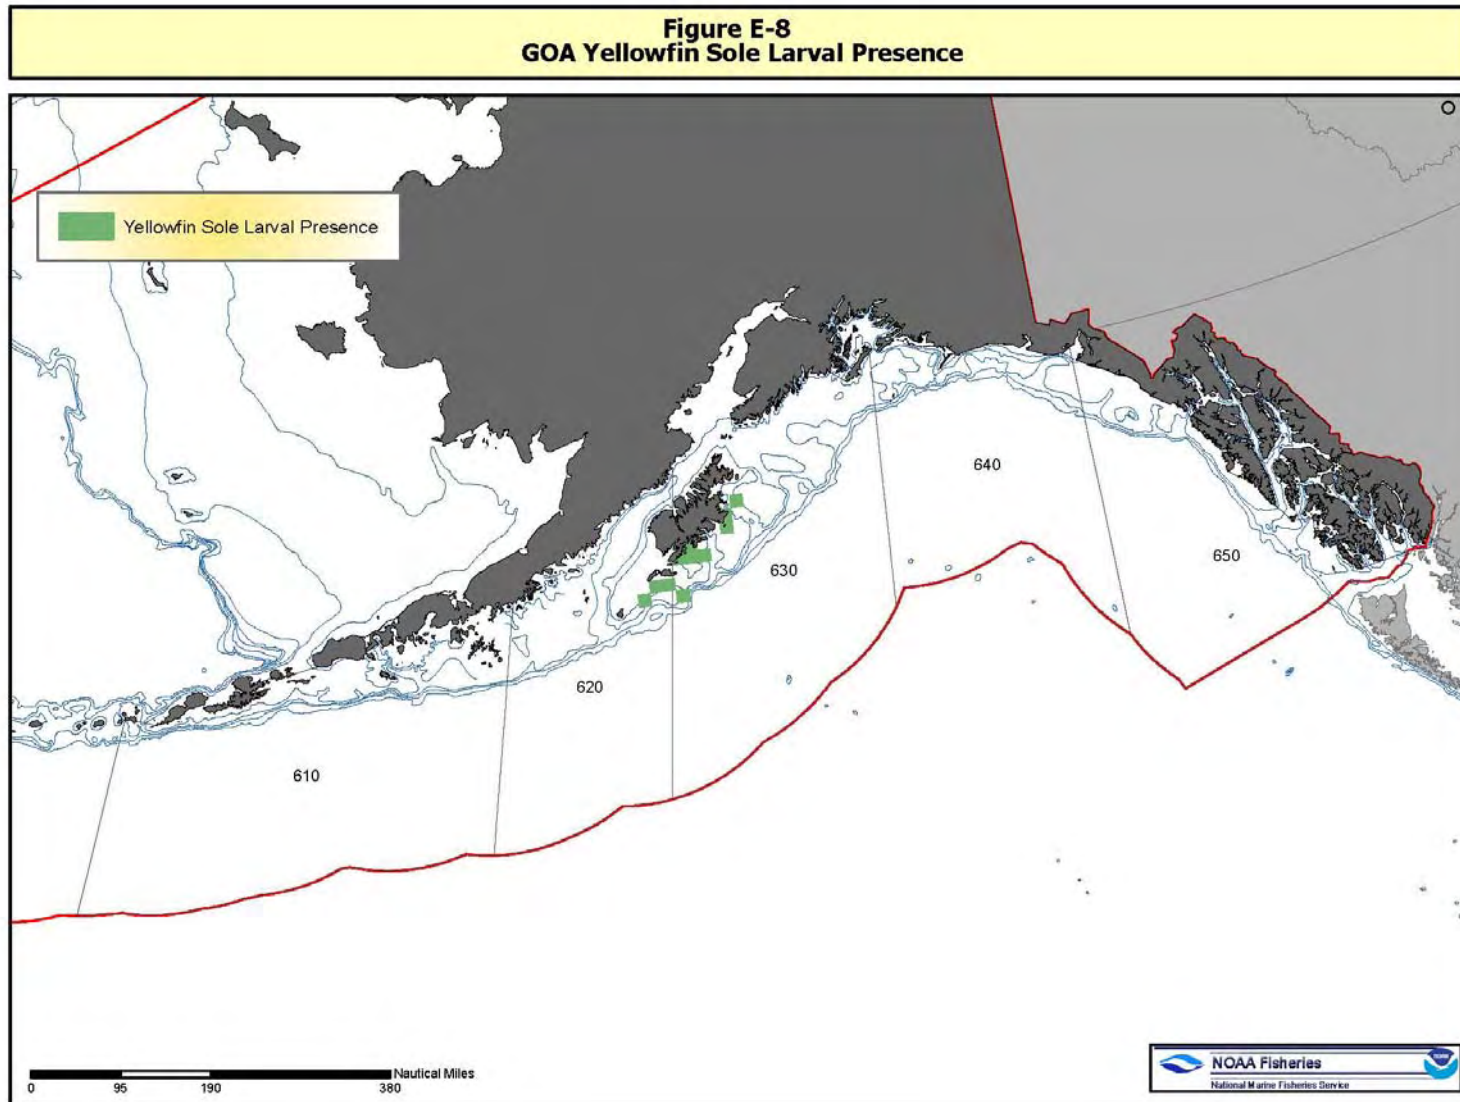 Figure E-8
GOA Yellowfin Sole Larval Presence
Yellowfin Sole Larval Presence
640
650
630
620
610
Nautical Miles
0 95 190 380
NOAA Fisheries
National Marine Fisheries Service